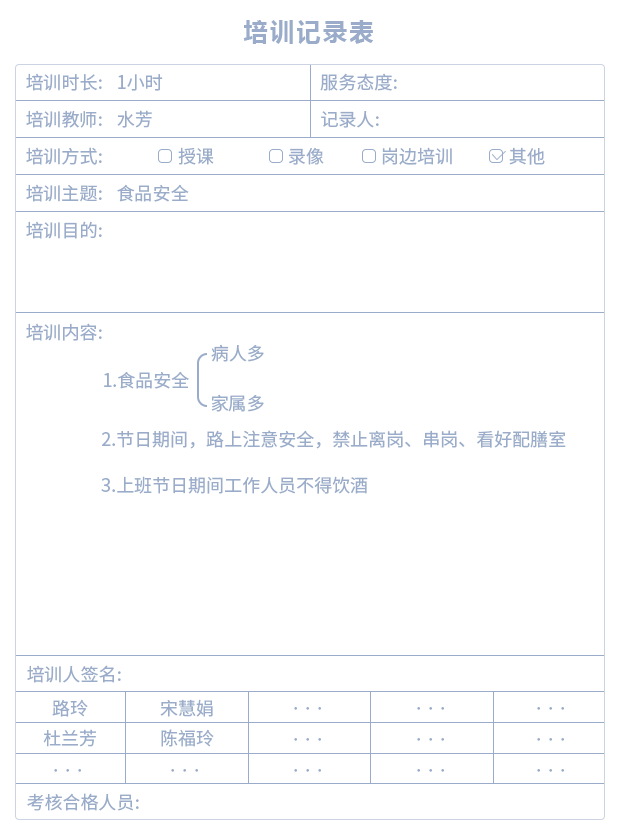 培训记录表
培训时长: 1小时 服务态度:
培训教师: 水芳 记录人:
培训方式: 授课 录像 岗边培训 其他
培训主题: 食品安全
培训目的:
培训内容:
病人多
1.食品安全
家属多
2.节日期间，路上注意安全，禁止离岗、串岗、看好配膳室
3.上班节日期间工作人员不得饮酒
培训人签名:
路玲 宋慧娟 ··· ··· ···
杜兰芳 陈福玲 ··· ··· ···
··· ··· ··· ··· ···
考核合格人员: